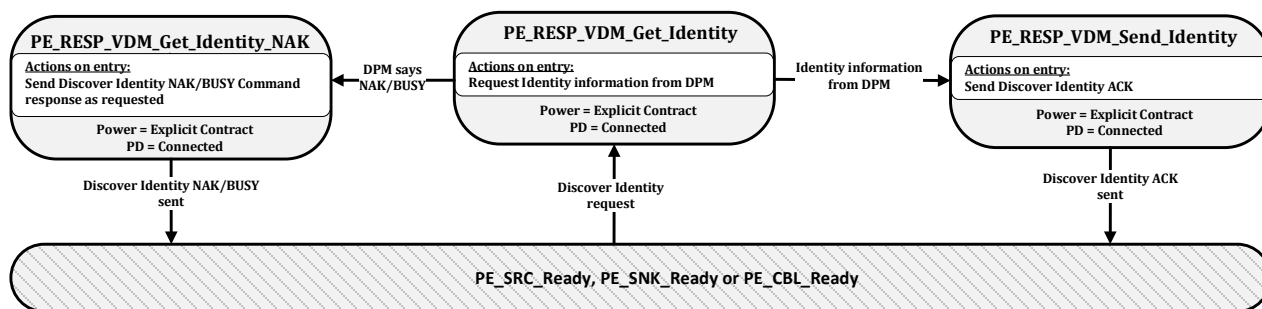 PE_RESP_VDM_Get_Identity_NAK
Actions on entry:
Send Discover Identity NAK/BUSY Command
response as requested
Power = Explicit Contract
PD = Connected
DPM says
NAK/BUSY
PE_RESP_VDM_Get_Identity
Actions on entry:
Request Identity information from DPM
Power = Explicit Contract
PD = Connected
Identity information
from DPM
PE_RESP_VDM_Send_Identity
Actions on entry:
Send Discover Identity ACK
Power = Explicit Contract
PD = Connected
Discover Identity NAK/BUSY
sent
Discover Identity
request
Discover Identity ACK
sent
PE_SRC_Ready, PE_SNK_Ready or PE_CBL_Ready